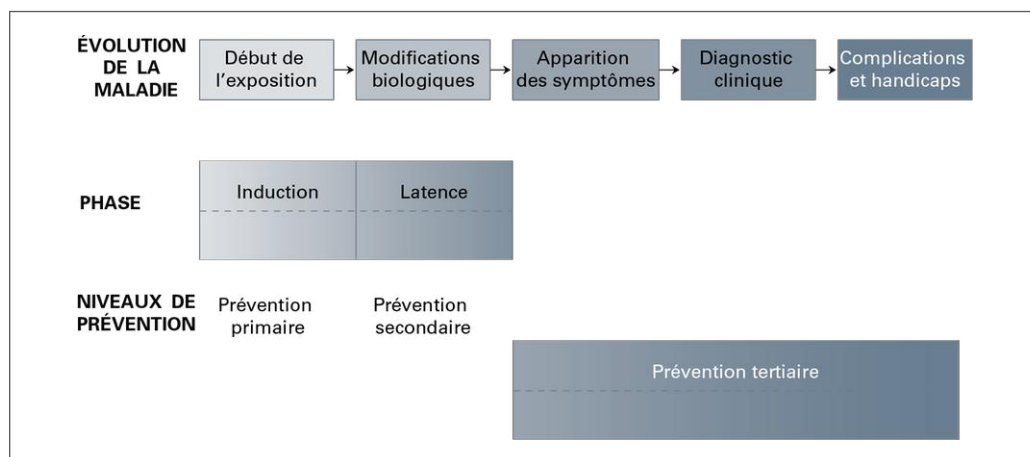 ÉVOLUTION
DE LA
MALADIE
Début de
l’exposition
Modifications
biologiques
Apparition
des symptômes
Diagnostic
clinique
Complications
et handicaps
PHASE
Induction
Latence
NIVEAUX DE
PRÉVENTION
Prévention
primaire
Prévention
secondaire
Prévention tertiaire